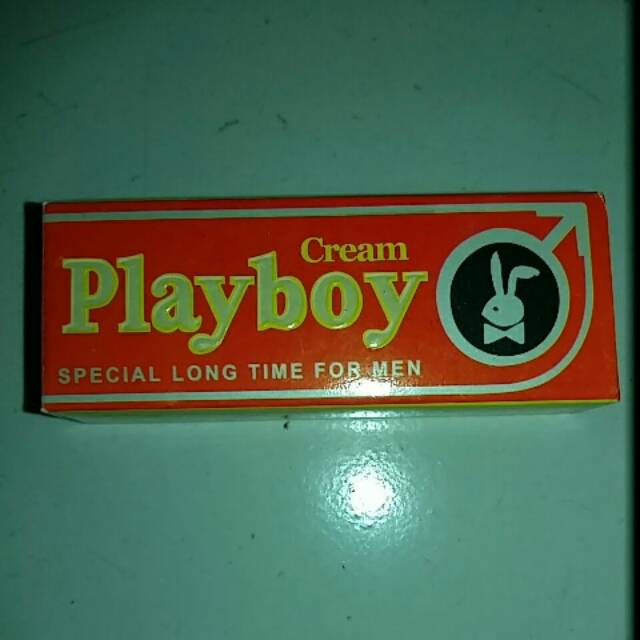 Cream
Playboy
SPECIAL LONG TIME FOR MEN